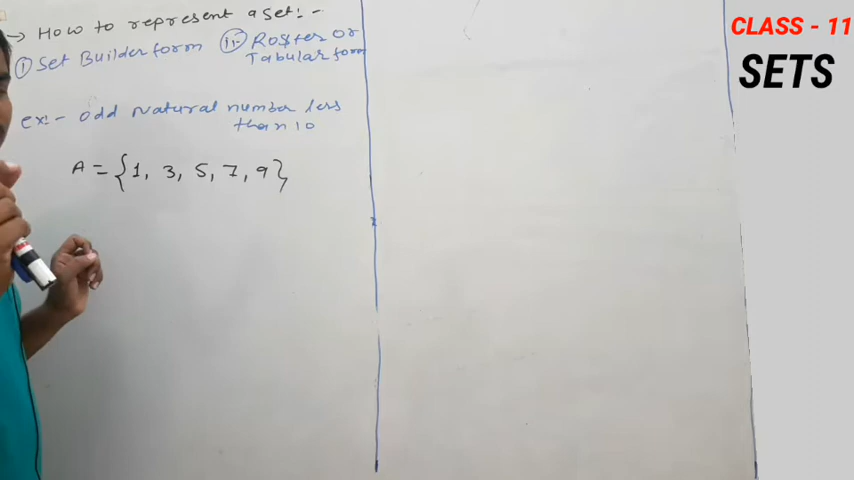 → How to represent a set: -
① Set Builder form ⅱ- Roster or
Tabular form
ex: - odd Natural number less
than 10
A = {1, 3, 5, 7, 9}
CLASS - 11
SETS